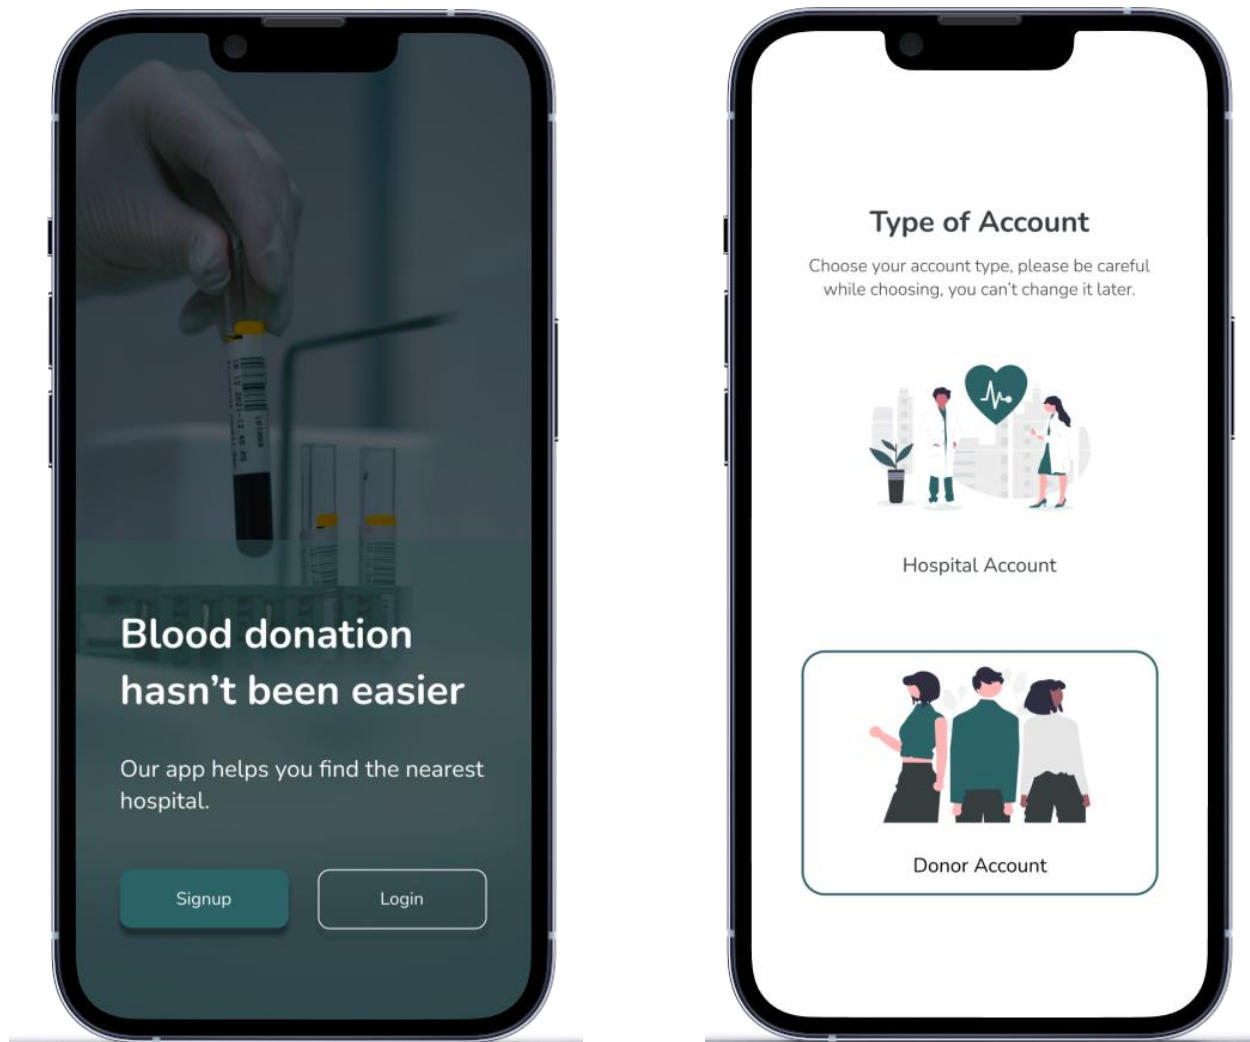 Blood donation
hasn't been easier
Our app helps you find the nearest
hospital.
Signup
Login
Type of Account
Choose your account type, please be careful
while choosing, you can't change it later.
Hospital Account
Donor Account